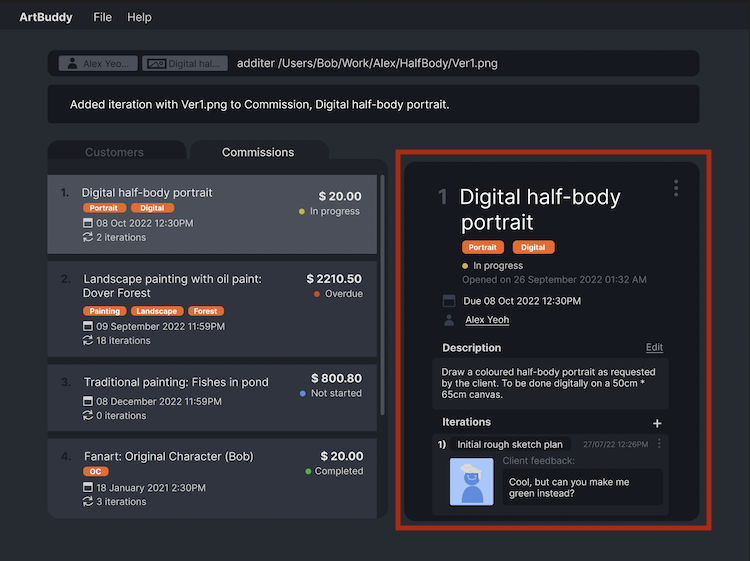 ArtBuddy File Help
Alex Yeo... Digital hal... additer /Users/Bob/Work/Alex/HalfBody/Ver1.png
Added iteration with Ver1.png to Commission, Digital half-body portrait.
Customers Commissions
1. Digital half-body portrait $ 20.00
Portrait Digital In progress
08 Oct 2022 12:30PM
2 iterations
2. Landscape painting with oil paint: $ 2210.50
Dover Forest Overdue
Painting Landscape Forest
09 September 2022 11:59PM
18 iterations
3. Traditional painting: Fishes in pond $ 800.80
08 December 2022 11:59PM Not started
0 iterations
4. Fanart: Original Character (Bob) $ 20.00
OC Completed
18 January 2021 2:30PM
3 iterations
1 Digital half-body
portrait
Portrait Digital
In progress
Opened on 26 September 2022 01:32 AM
Due 08 Oct 2022 12:30PM
Alex Yeoh
Description Edit
Draw a coloured half-body portrait as requested
by the client. To be done digitally on a 50cm *
65cm canvas.
Iterations +
1) Initial rough sketch plan 27/07/22 12:26PM
Client feedback:
Cool, but can you make me
green instead?